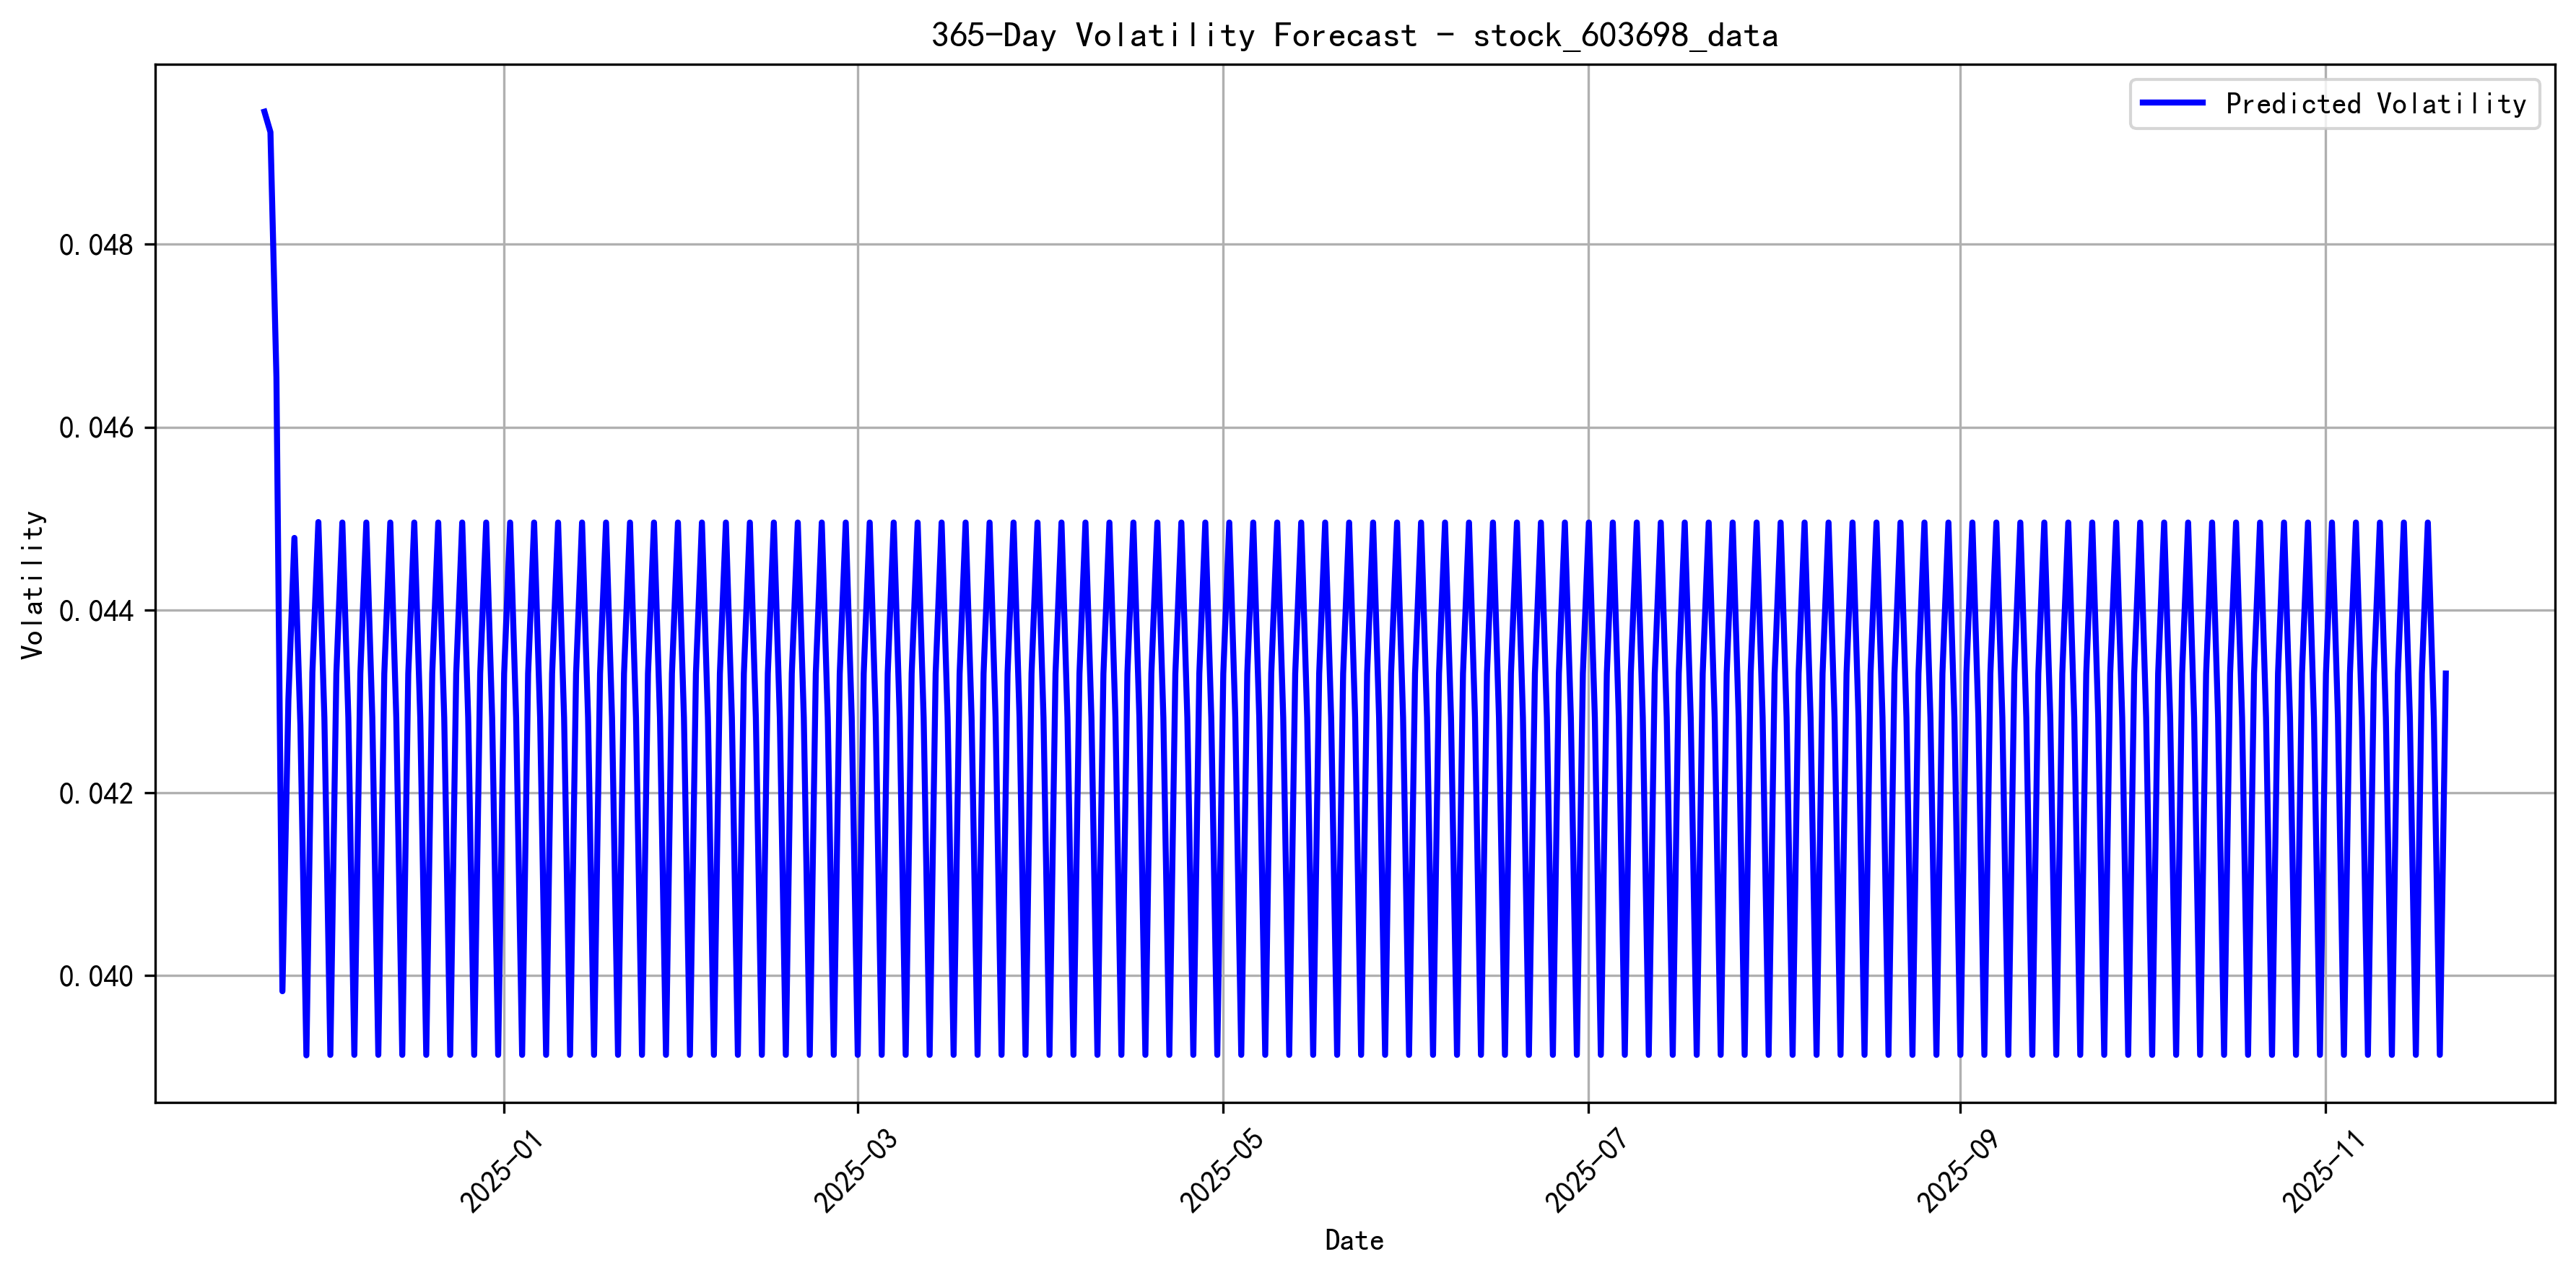 365-Day Volatility Forecast - stock_603698_data
Predicted Volatility
Volatility
0.048
0.046
0.044
0.042
0.040
2025-01
2025-03
2025-05
2025-07
2025-09
2025-11
Date